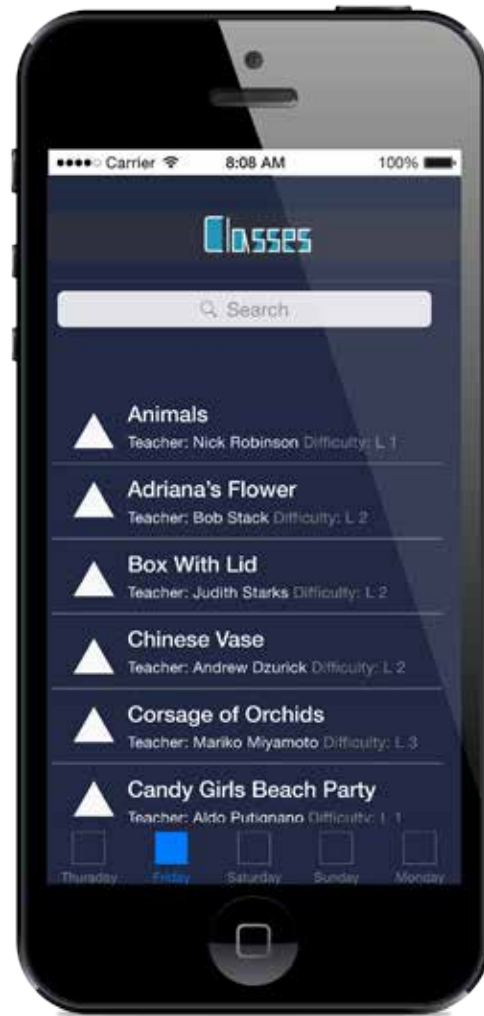 Carrier 8:08 AM 100%
Classes
Search
Animals
Teacher: Nick Robinson Difficulty: L 1
Adriana's Flower
Teacher: Bob Stack Difficulty: L 2
Box With Lid
Teacher: Judith Starks Difficulty: L 2
Chinese Vase
Teacher: Andrew Dzurick Difficulty: L 2
Corsage of Orchids
Teacher: Mariko Miyamoto Difficulty: L 3
Candy Girls Beach Party
Teacher: Aldo Putignano Difficulty: L 1
Thursday Friday Saturday Sunday Monday